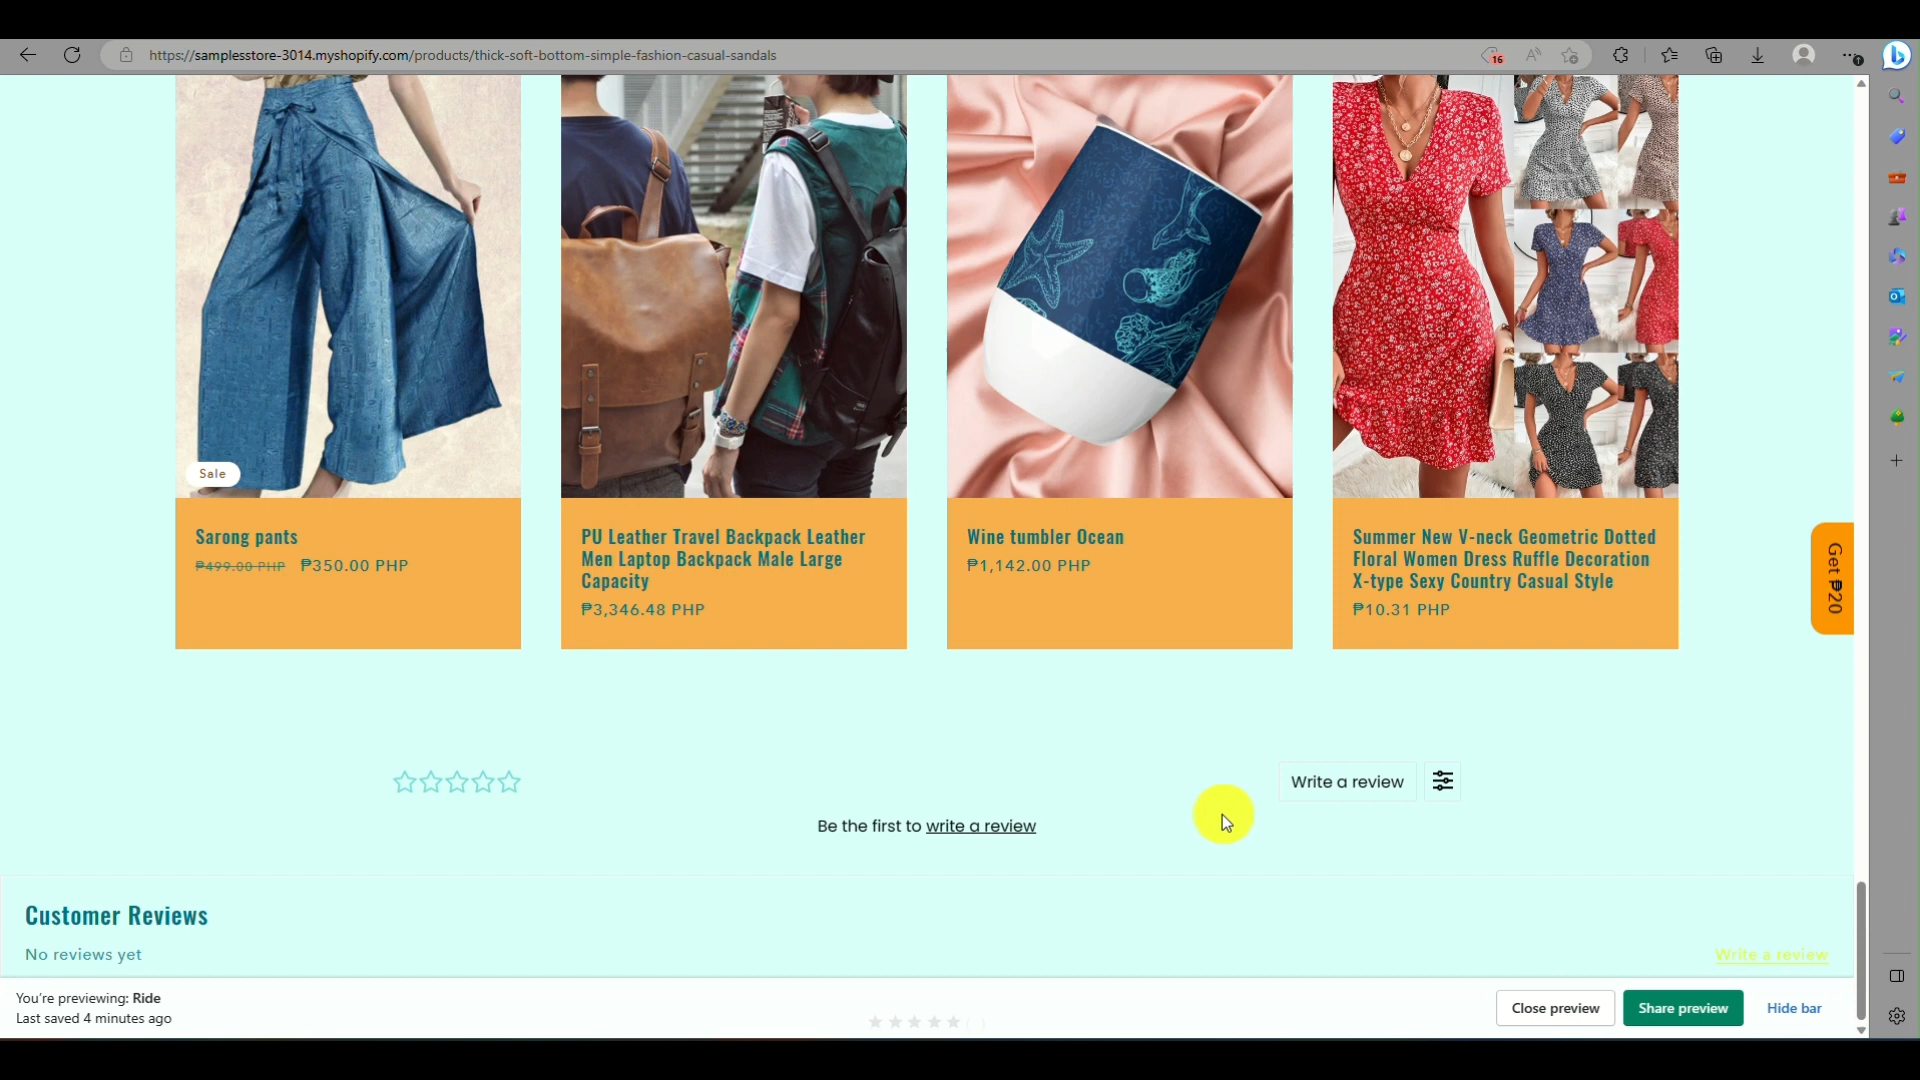 https://samplesstore-3014.myshopify.com/products/thick-soft-bottom-simple-fashion-casual-sandals
16
Sale
Sarong pants
₱499.00 PHP ₱350.00 PHP
PU Leather Travel Backpack Leather
Men Laptop Backpack Male Large
Capacity
₱3,346.48 PHP
Wine tumbler Ocean
₱1,142.00 PHP
Summer New V-neck Geometric Dotted
Floral Women Dress Ruffle Decoration
X-type Sexy Country Casual Style
₱10.31 PHP
Get ₱20
Write a review
Be the first to write a review
Customer Reviews
No reviews yet
Write a review
You're previewing: Ride
Last saved 4 minutes ago
Close preview
Share preview
Hide bar